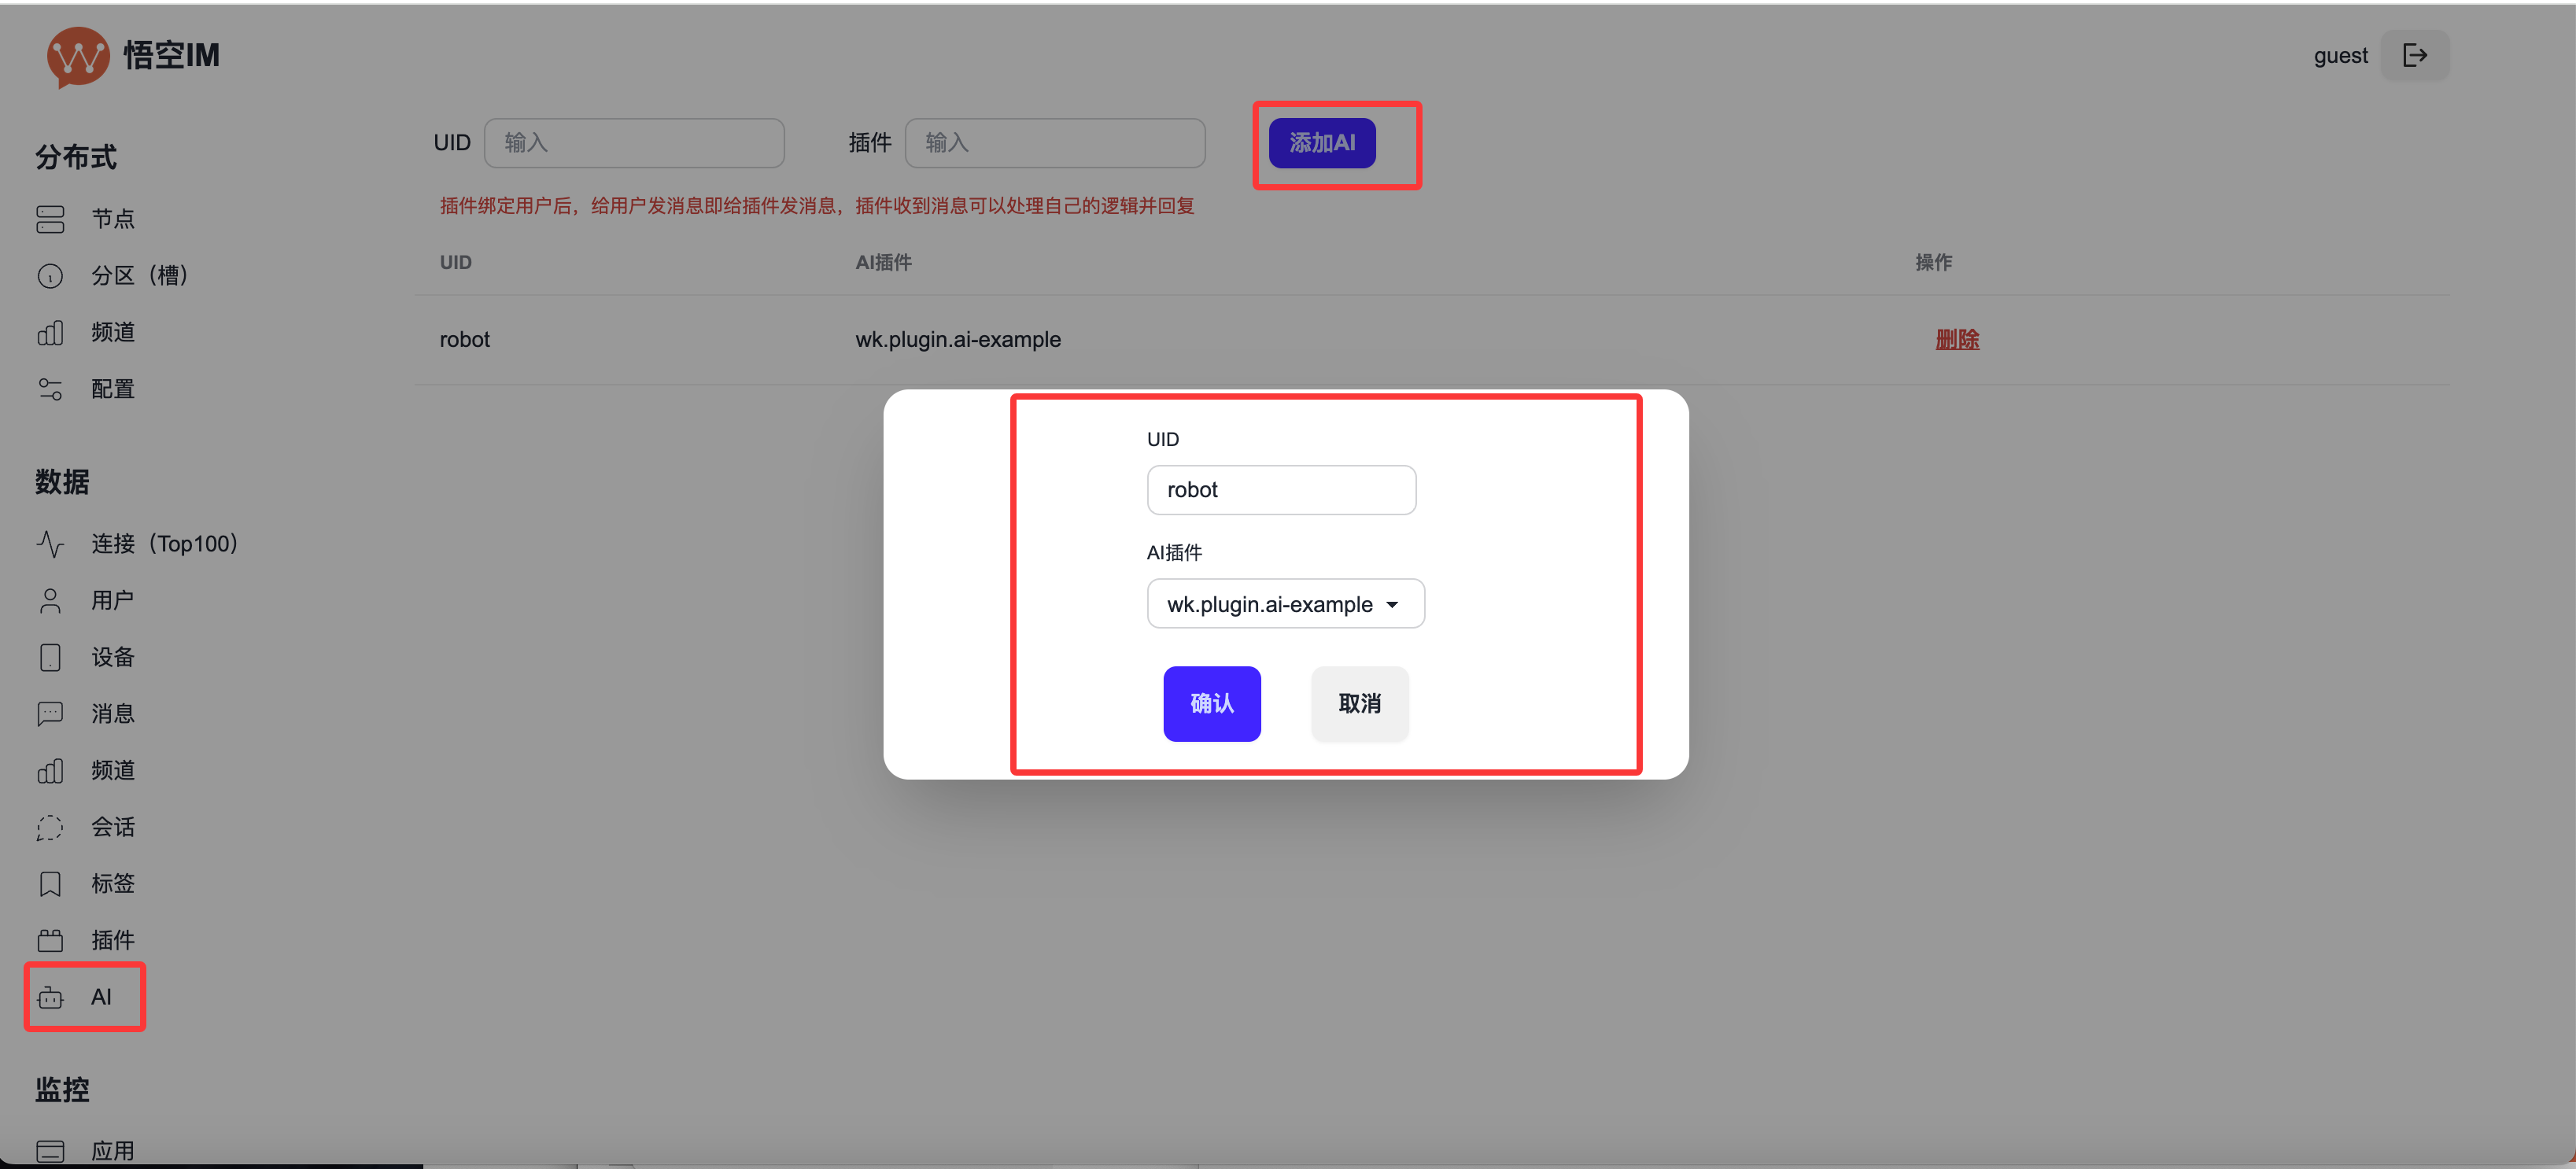 悟空IM
guest
UID 输入 插件 输入 添加AI
插件绑定用户后，给用户发消息即给插件发消息，插件收到消息可以处理自己的逻辑并回复
UID AI插件 操作
robot wk.plugin.ai-example 删除
分布式
节点
分区（槽）
频道
配置
数据
连接（Top100）
用户
设备
消息
频道
会话
标签
插件
AI
监控
应用
UID
robot
AI插件
wk.plugin.ai-example
确认 取消